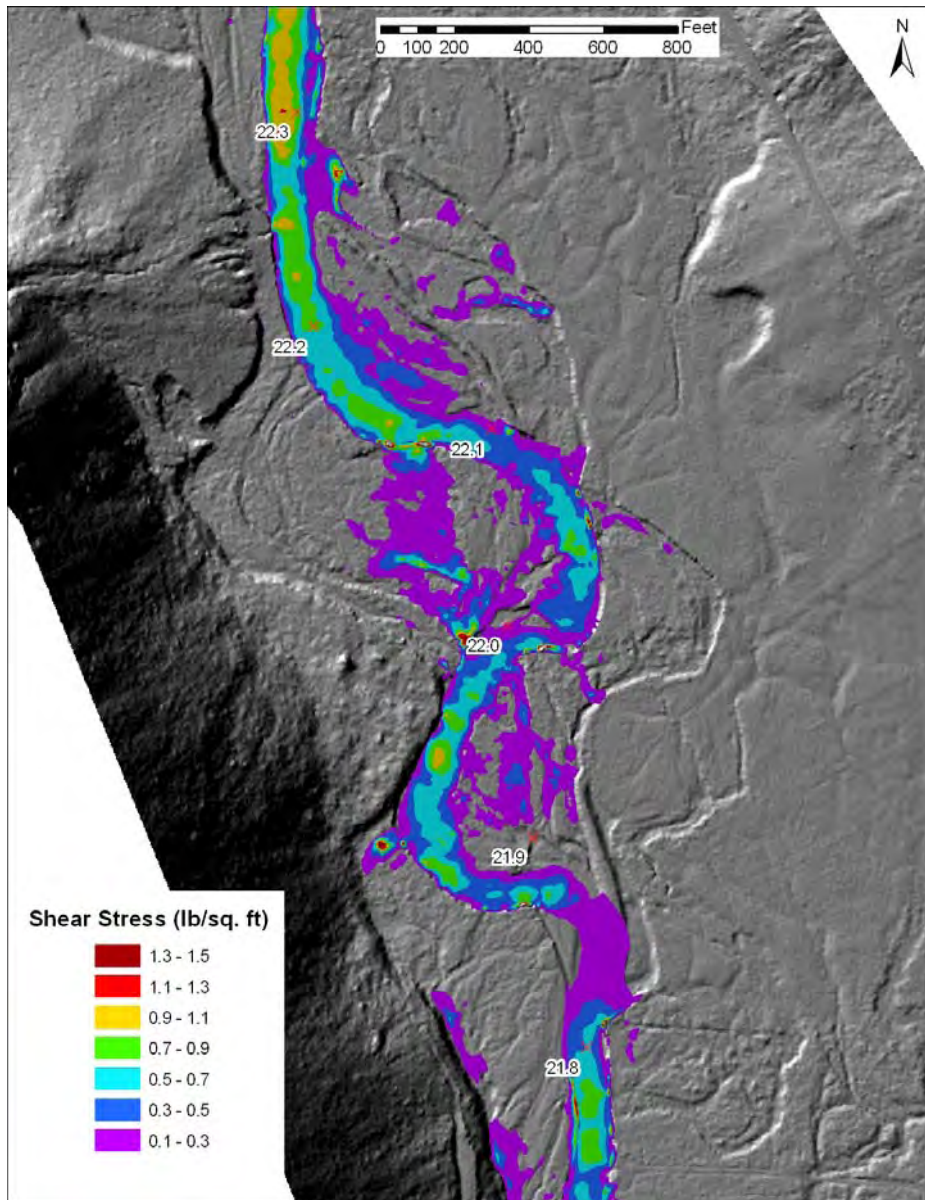 Feet
0 100 200 400 600 800
N
22.3
22.2
22.1
22.0
21.9
21.8
Shear Stress (lb/sq. ft)
1.3 - 1.5
1.1 - 1.3
0.9 - 1.1
0.7 - 0.9
0.5 - 0.7
0.3 - 0.5
0.1 - 0.3